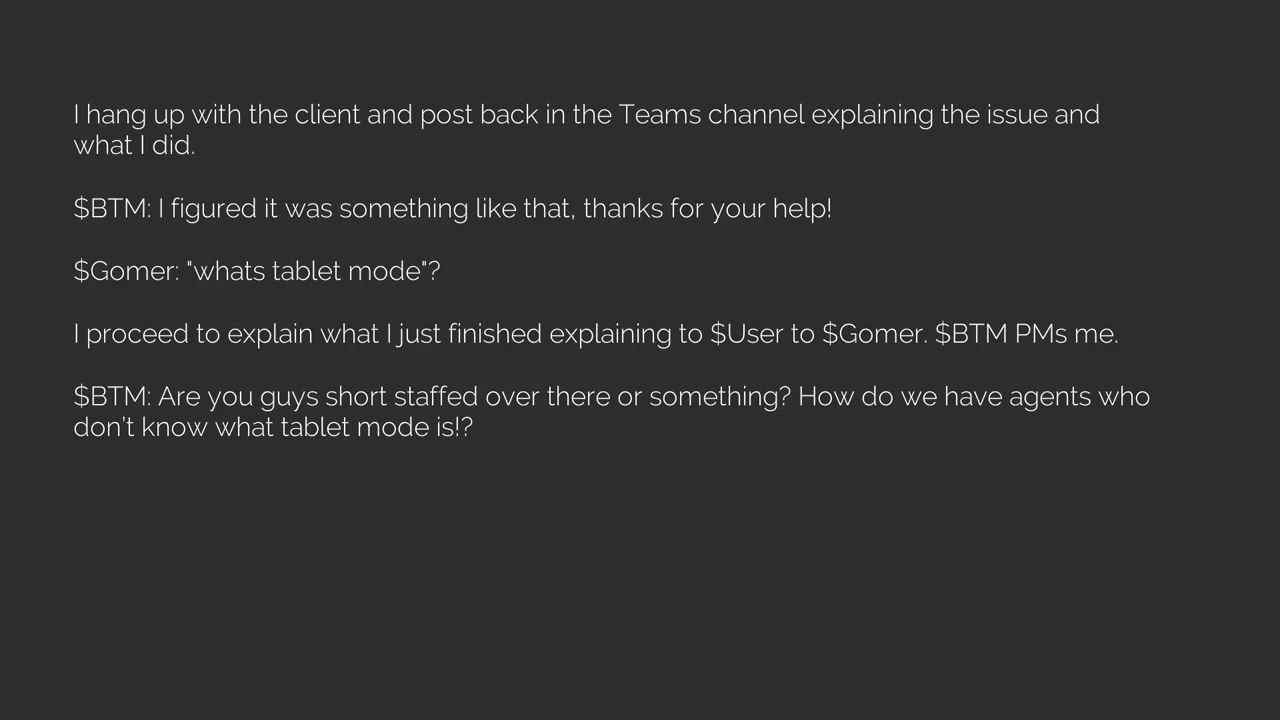 I hang up with the client and post back in the Teams channel explaining the issue and
what I did.
$BTM: I figured it was something like that, thanks for your help!
$Gomer: "whats tablet mode"?
I proceed to explain what I just finished explaining to $User to $Gomer. $BTM PMs me.
$BTM: Are you guys short staffed over there or something? How do we have agents who
don’t know what tablet mode is!?